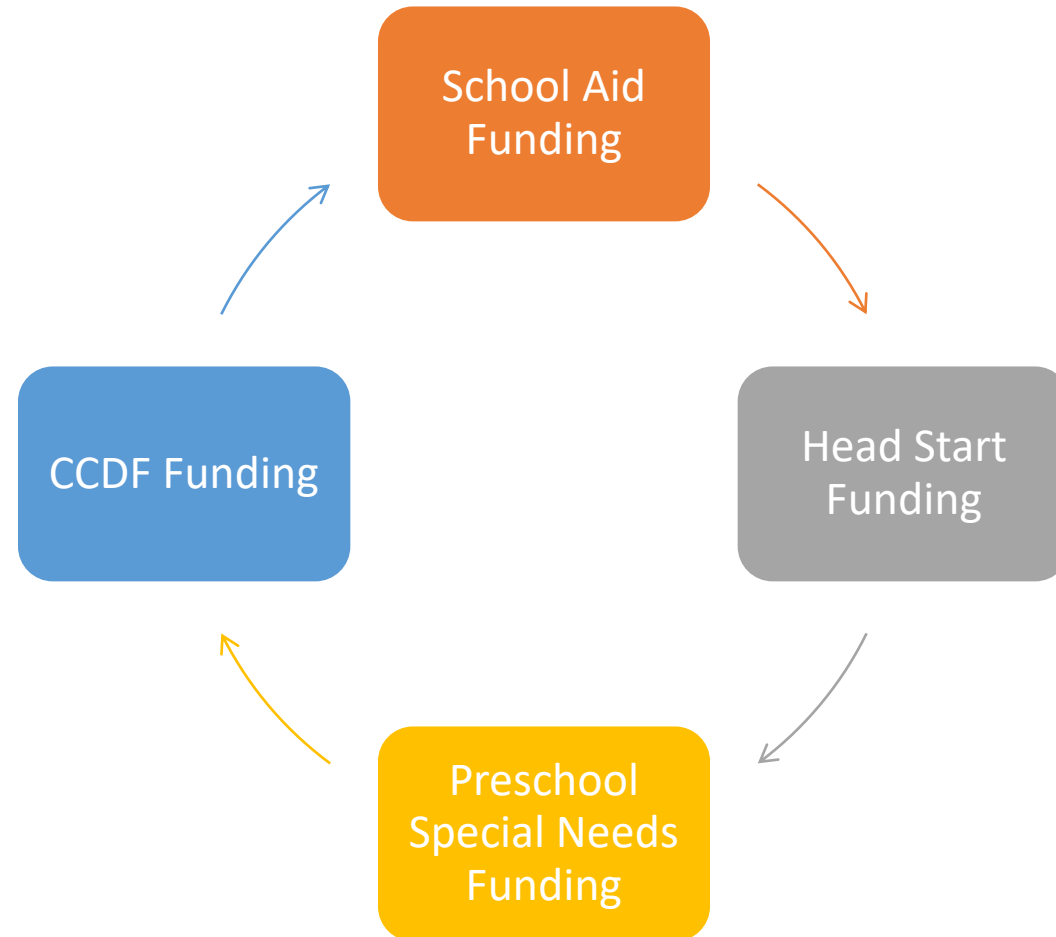 School Aid
Funding
Head Start
Funding
Preschool
Special Needs
Funding
CCDF Funding